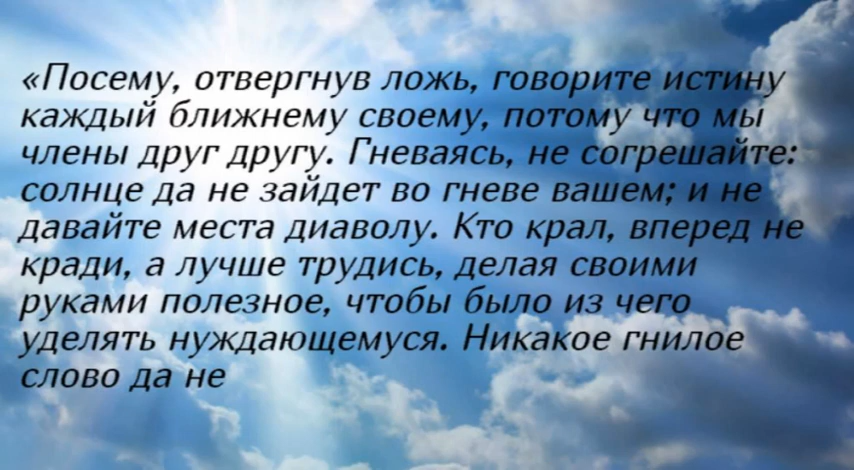 «Посему, отвергнув ложь, говорите истину
каждый ближнему своему, потому что мы
члены друг другу. Гневаясь, не согрешайте:
солнце да не зайдет во гневе вашем; и не
давайте места диаволу. Кто крал, вперед не
кради, а лучше трудись, делая своими
руками полезное, чтобы было из чего
уделять нуждающемуся. Никакое гнилое
слово да не